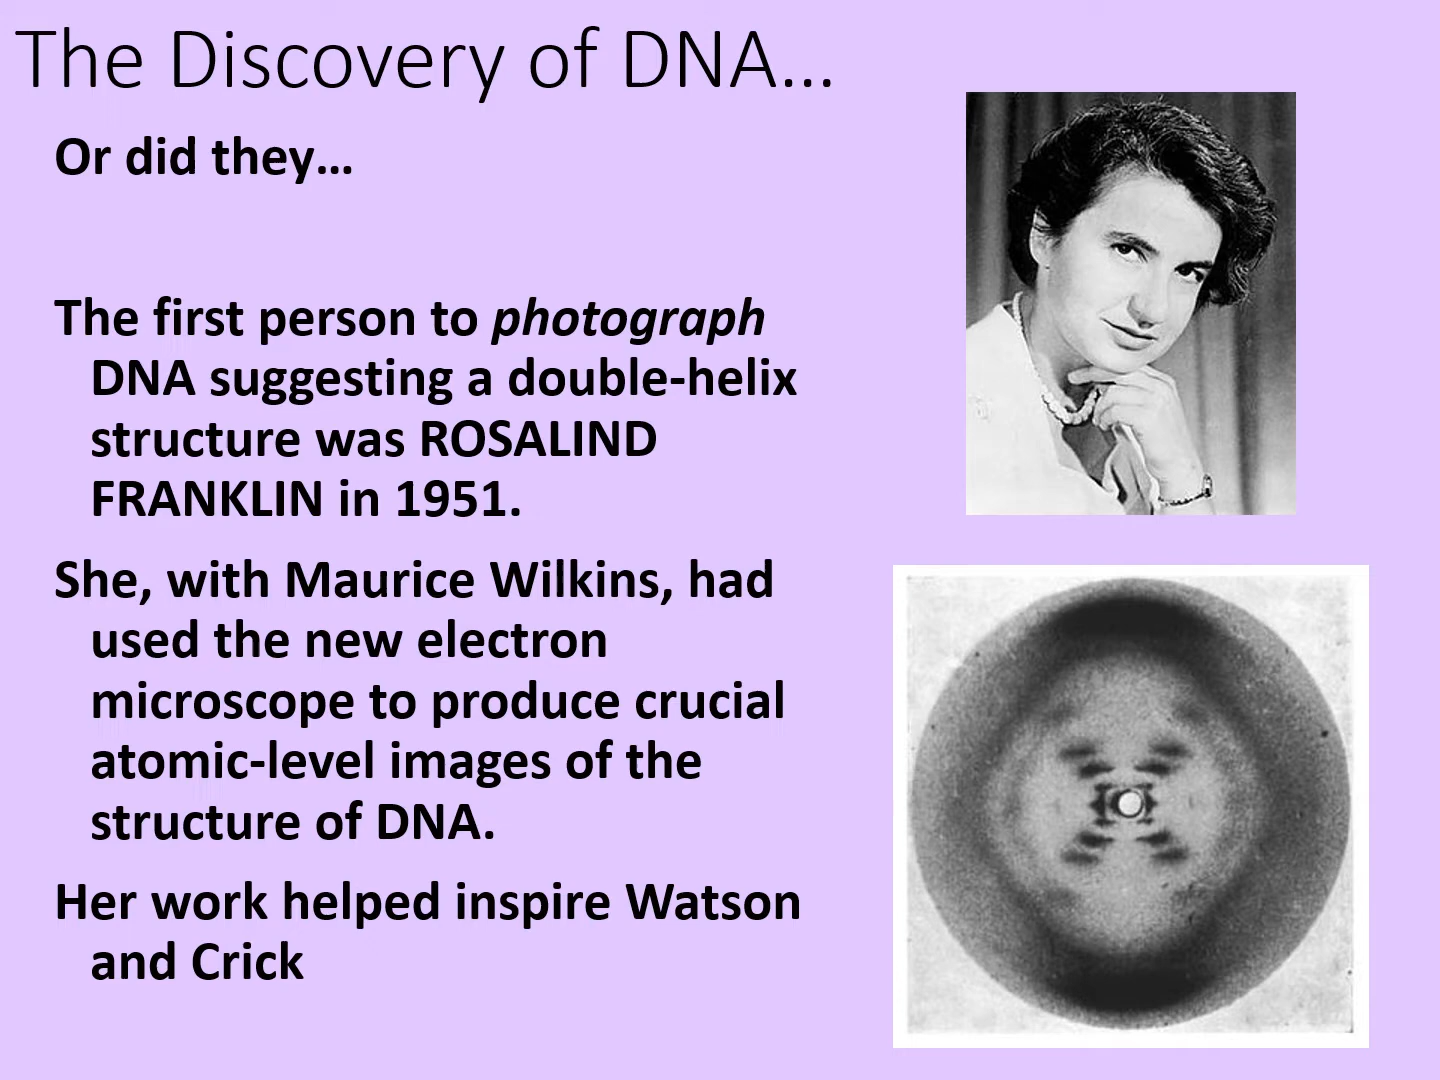 The Discovery of DNA...
Or did they...
The first person to photograph
DNA suggesting a double-helix
structure was ROSALIND
FRANKLIN in 1951.
She, with Maurice Wilkins, had
used the new electron
microscope to produce crucial
atomic-level images of the
structure of DNA.
Her work helped inspire Watson
and Crick